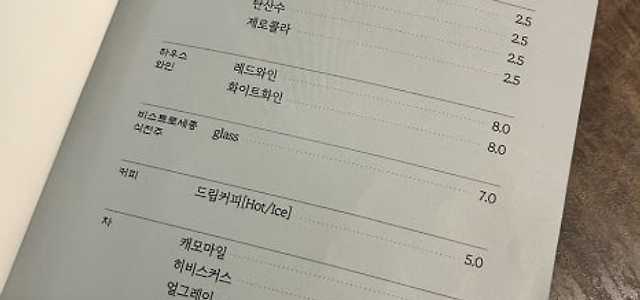 2.5
2.5
탄산수 2.5
제로콜라 2.5
하우스
와인
레드와인 8.0
화이트화인 8.0
비스트로세종
식전주
glass 7.0
커피
드립커피[Hot/Ice] 5.0
차
캐모마일
히비스커스
얼그레이